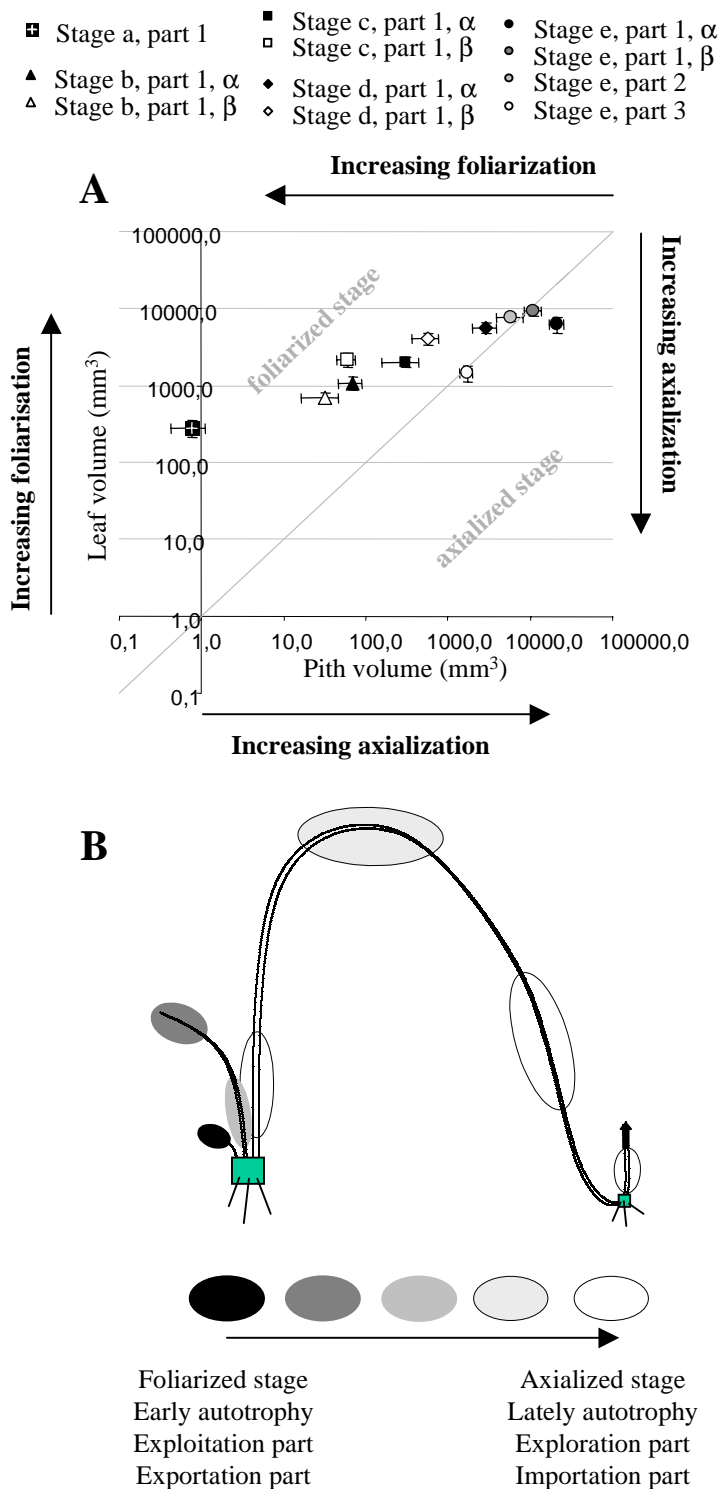 Stage a, part 1
Stage b, part 1, α
Stage b, part 1, β
Stage c, part 1, α
Stage c, part 1, β
Stage d, part 1, α
Stage d, part 1, β
Stage e, part 1, α
Stage e, part 1, β
Stage e, part 2
Stage e, part 3
A
Increasing foliarization
Increasing foliarisation
Leaf volume (mm³)
100000,0
10000,0
1000,0
100,0
10,0
1,0
0,1
foliarized stage
axialized stage
Increasing axialization
0,1
1,0
10,0
100,0
1000,0
10000,0
100000,0
Pith volume (mm³)
Increasing axialization
B
Foliarized stage
Early autotrophy
Exploitation part
Exportation part
Axialized stage
Lately autotrophy
Exploration part
Importation part